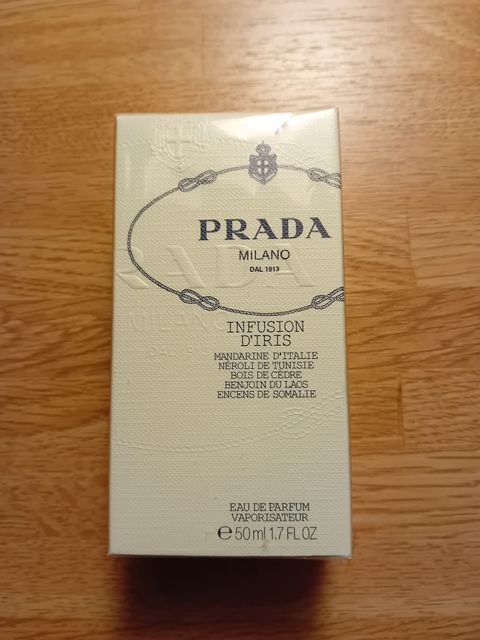 PRADA
MILANO
DAL 1913
INFUSION
D'IRIS
MANDARINE D'ITALIE
NÉROLI DE TUNISIE
BOIS DE CÈDRE
BENJOIN DU LAOS
ENCENS DE SOMALIE
EAU DE PARFUM
VAPORISATEUR
℮ 50 ml 1.7 FL OZ